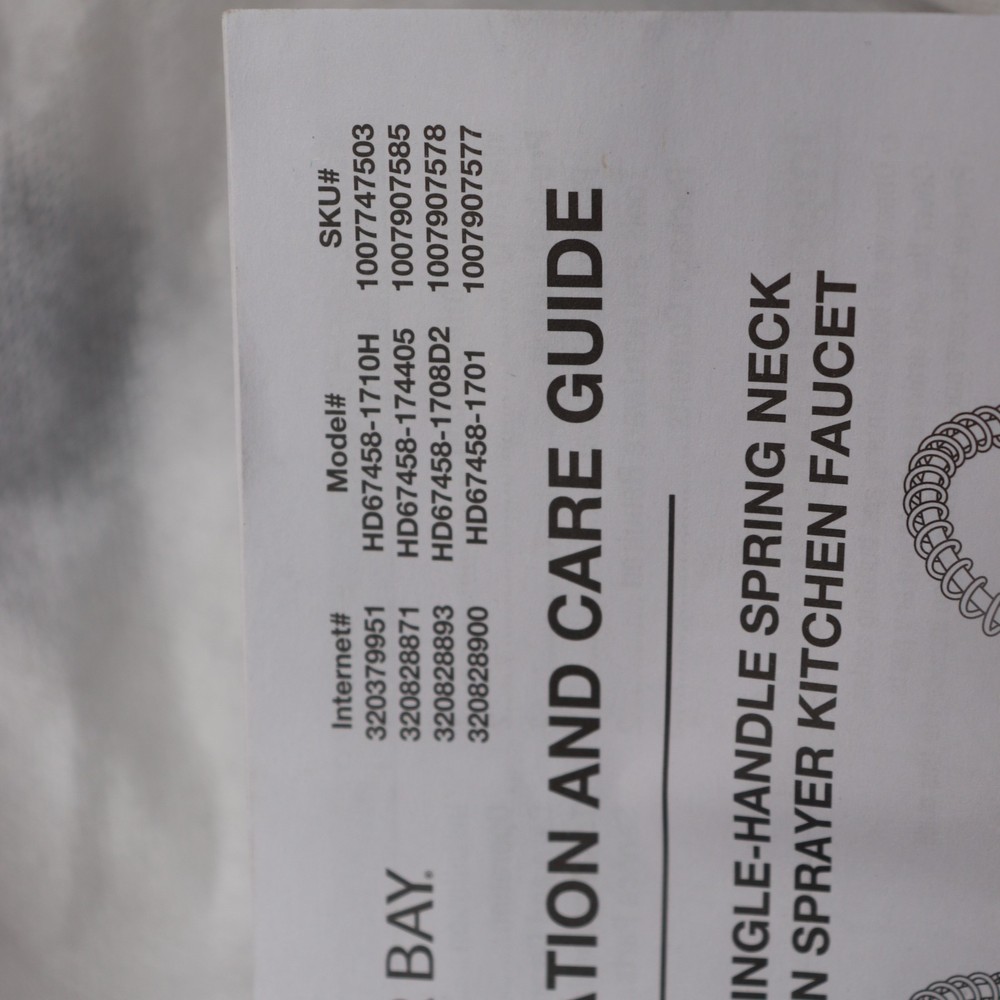 Internet# Model# SKU#
320379951 HD67458-1710H 1007747503
320828871 HD67458-174405 1007907585
320828893 HD67458-1708D2 1007907578
320828900 HD67458-1701 1007907577
R BAY.
ATION AND CARE GUIDE
INGLE-HANDLE SPRING NECK
N SPRAYER KITCHEN FAUCET